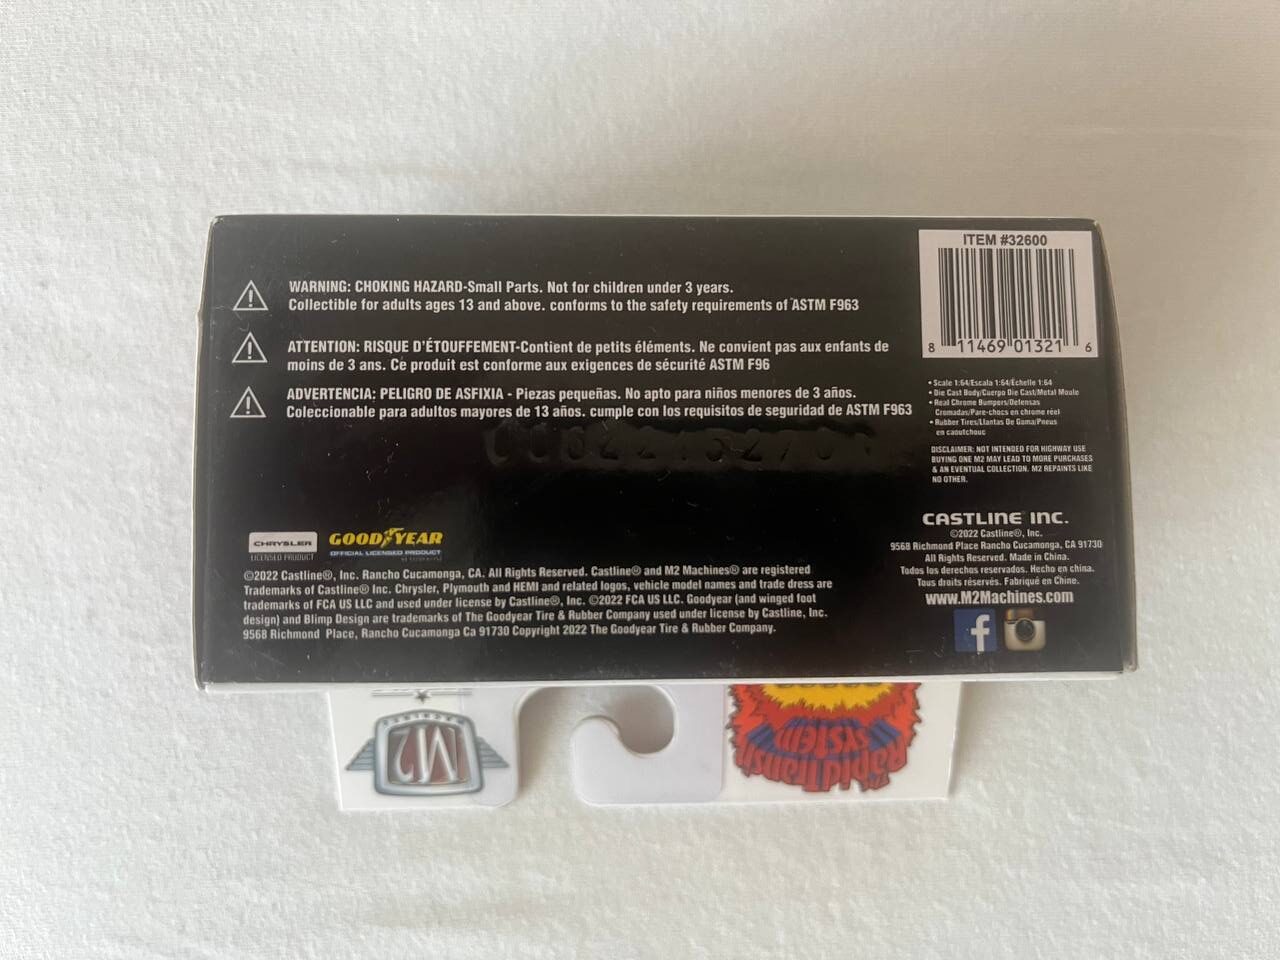 WARNING: CHOKING HAZARD-Small Parts. Not for children under 3 years.
Collectible for adults ages 13 and above. conforms to the safety requirements of ASTM F963
ATTENTION: RISQUE D'ÉTOUFFEMENT-Contient de petits éléments. Ne convient pas aux enfants de
moins de 3 ans. Ce produit est conforme aux exigences de sécurité ASTM F96
ADVERTENCIA: PELIGRO DE ASFIXIA - Piezas pequeñas. No apto para niños menores de 3 años.
Coleccionable para adultos mayores de 13 años. cumple con los requisitos de seguridad de ASTM F963
CHRYSLER
LICENSED PRODUCT
GOODYEAR
OFFICIAL LICENSED PRODUCT
©2022 Castline®, Inc. Rancho Cucamonga, CA. All Rights Reserved. Castline® and M2 Machines® are registered
Trademarks of Castline® Inc. Chrysler, Plymouth and HEMI and related logos, vehicle model names and trade dress are
trademarks of FCA US LLC and used under license by Castline®, Inc. ©2022 FCA US LLC. Goodyear (and winged foot
design) and Blimp Design are trademarks of The Goodyear Tire & Rubber Company used under license by Castline, Inc.
9568 Richmond Place, Rancho Cucamonga Ca 91730 Copyright 2022 The Goodyear Tire & Rubber Company.
ITEM #32600
8 11469 01321 6
• Scale 1:64/Escala 1:64/Echelle 1:64
• Die Cast Body/Cuerpo Die Cast/Metal Moule
• Real Chrome Bumpers/Defensas
Cromadas/Pare-chocs en chrome réel
• Rubber Tires/Llantas De Goma/Pneus
en caoutchouc
DISCLAIMER: NOT INTENDED FOR HIGHWAY USE
BUYING ONE M2 MAY LEAD TO MORE PURCHASES
& AN EVENTUAL COLLECTION. M2 REPAINTS LIKE
NO OTHER.
CASTLINE INC.
©2022 Castline®, Inc.
9568 Richmond Place Rancho Cucamonga, CA 91730
All Rights Reserved. Made in China.
Todos los derechos reservados. Hecho en china.
Tous droits réservés. Fabriqué en Chine.
www.M2Machines.com
f
MACHINES
M2
The
Rapid Transit
SYSTEM